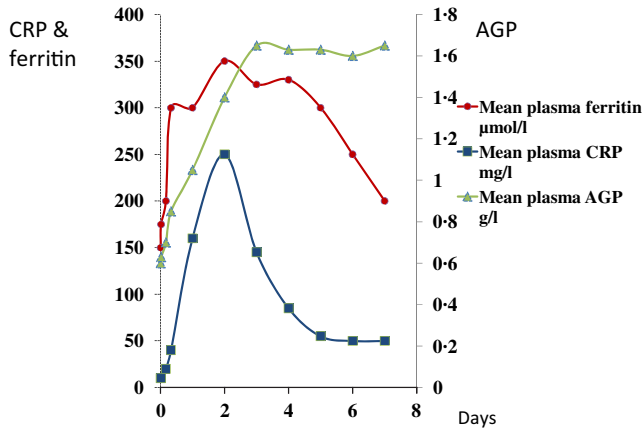 CRP &
ferritin
AGP
400
350
300
250
200
150
100
50
0
1·8
1·6
1·4
1·2
1
0·8
0·6
0·4
0·2
0
0
2
4
6
8
Days
Mean plasma ferritin
µmol/l
Mean plasma CRP
mg/l
Mean plasma AGP
g/l